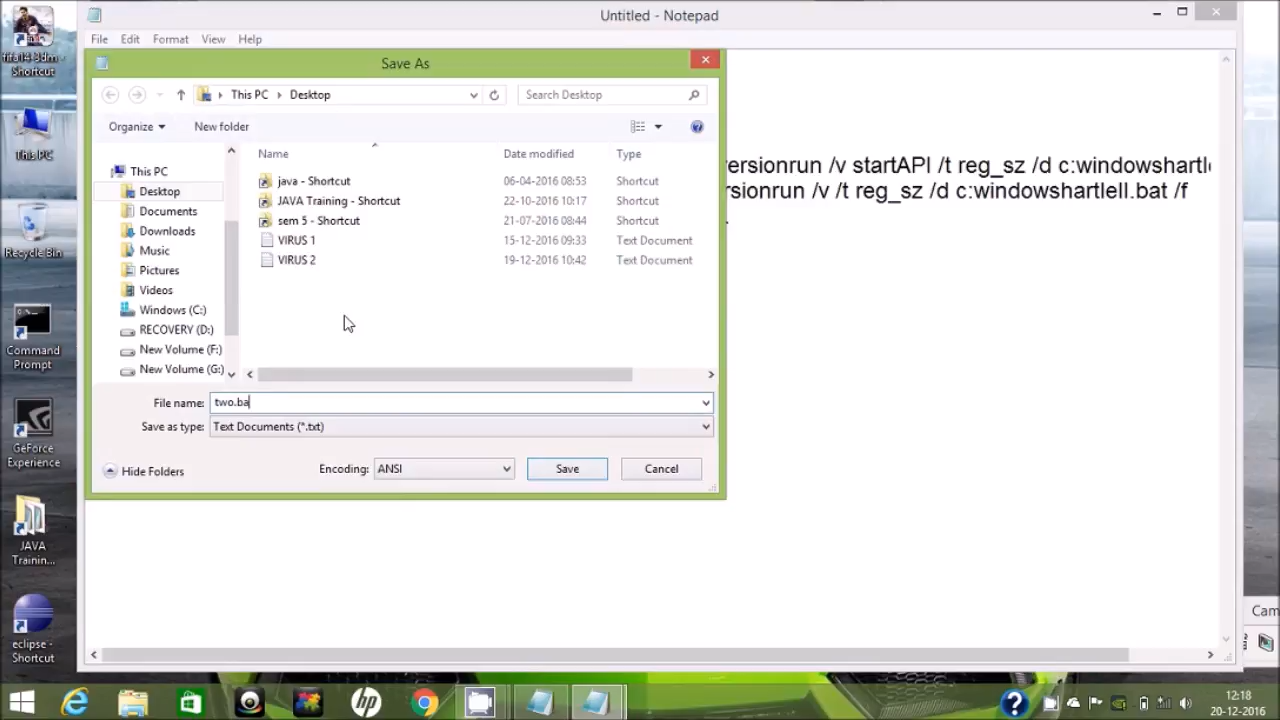 Untitled - Notepad
File Edit Format View Help
fifa14-3dm - Shortcut
Save As
This PC Desktop Search Desktop
Organize New folder
This PC
Name Date modified Type
ersionrun /v startAPI /t reg_sz /d c:windowshartle
rsionrun /v /t reg_sz /d c:windowshartlell.bat /f
This PC
java - Shortcut 06-04-2016 08:53 Shortcut
Desktop
JAVA Training - Shortcut 22-10-2016 10:17 Shortcut
Documents
sem 5 - Shortcut 21-07-2016 08:44 Shortcut
Downloads
VIRUS 1 15-12-2016 09:33 Text Document
Music
VIRUS 2 19-12-2016 10:42 Text Document
Recycle Bin
Pictures
Videos
Windows (C:)
RECOVERY (D:)
New Volume (F:)
New Volume (G:)
Command
Prompt
File name: two.ba
Save as type: Text Documents (*.txt)
GeForce
Experience
Hide Folders Encoding: ANSI Save Cancel
JAVA
Trainin...
eclipse -
Shortcut
Cam
hp
12:18
20-12-2016